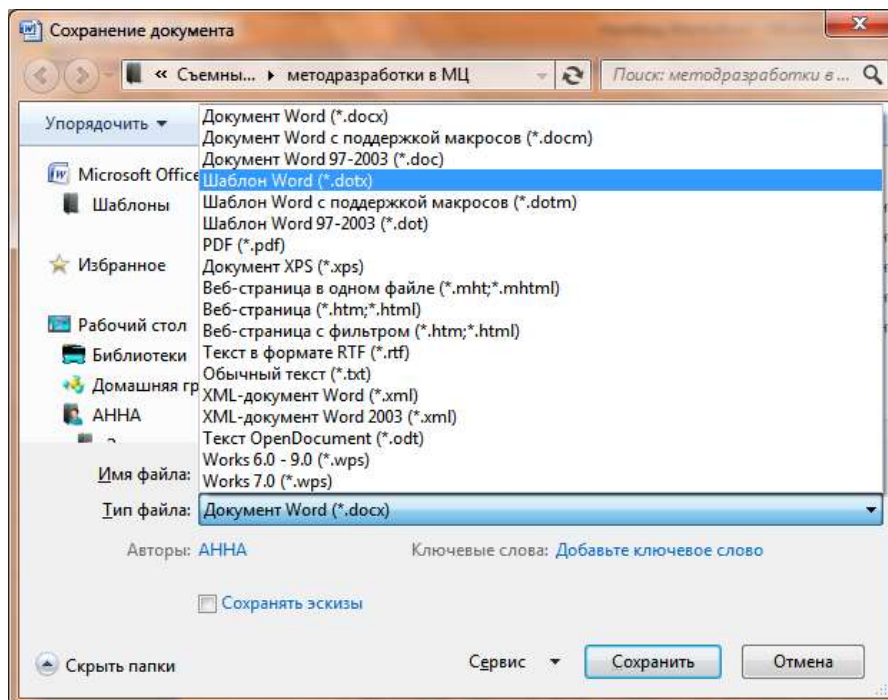 Сохранение документа
« Съемны... методразработки в МЦ Поиск: методразработки в ...
Упорядочить
Microsoft Office
Шаблоны
Избранное
Рабочий стол
Библиотеки
Домашняя гр
АННА
Документ Word (*.docx)
Документ Word с поддержкой макросов (*.docm)
Документ Word 97-2003 (*.doc)
Шаблон Word (*.dotx)
Шаблон Word с поддержкой макросов (*.dotm)
Шаблон Word 97-2003 (*.dot)
PDF (*.pdf)
Документ XPS (*.xps)
Веб-страница в одном файле (*.mht;*.mhtml)
Веб-страница (*.htm;*.html)
Веб-страница с фильтром (*.htm;*.html)
Текст в формате RTF (*.rtf)
Обычный текст (*.txt)
XML-документ Word (*.xml)
XML-документ Word 2003 (*.xml)
Текст OpenDocument (*.odt)
Works 6.0 - 9.0 (*.wps)
Works 7.0 (*.wps)
Имя файла:
Тип файла: Документ Word (*.docx)
Авторы: АННА Ключевые слова: Добавьте ключевое слово
Сохранять эскизы
Скрыть папки Сервис Сохранить Отмена